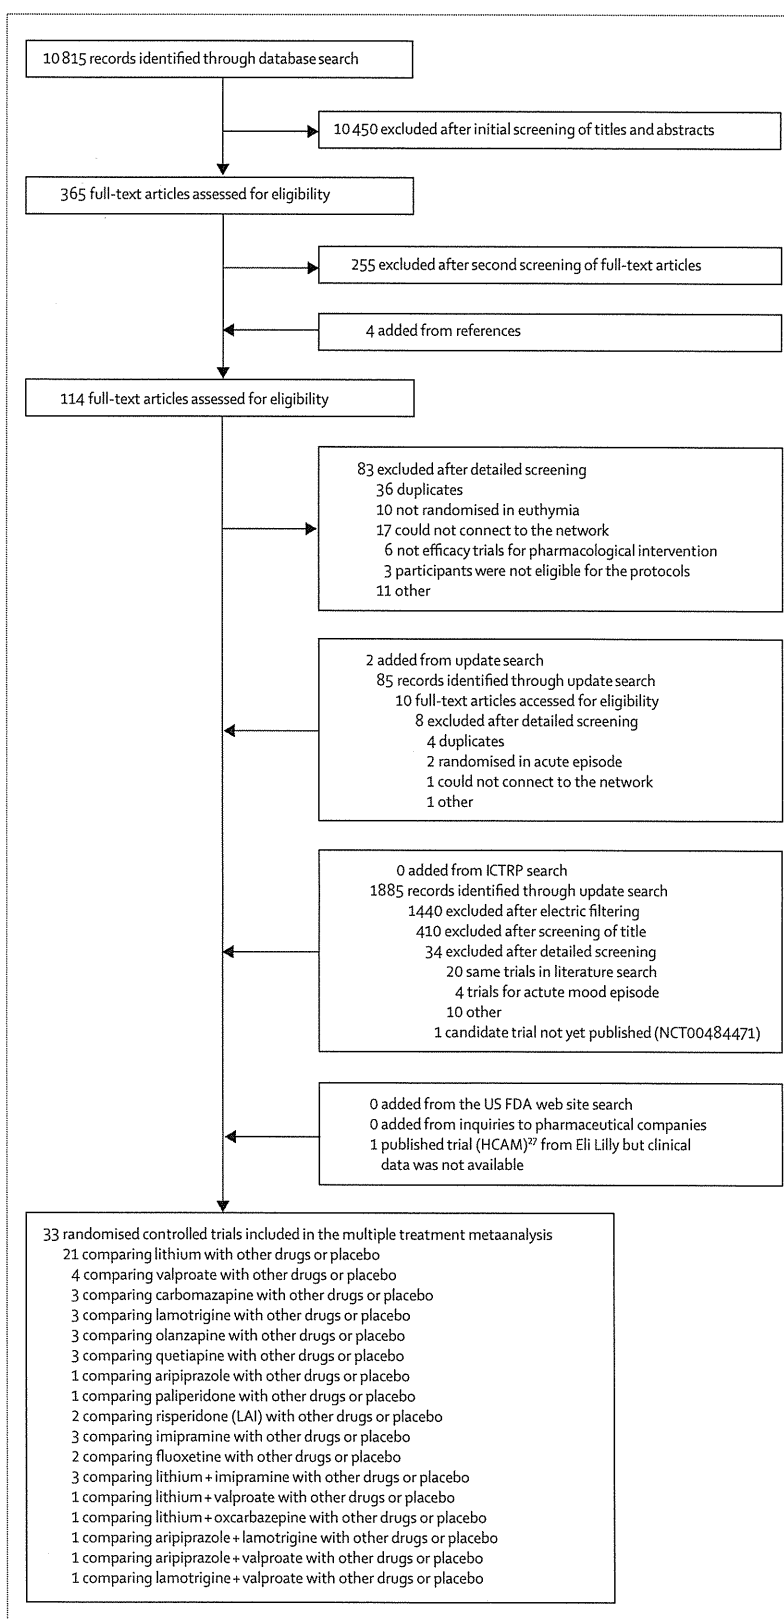 10 815 records identified through database search
10 450 excluded after initial screening of titles and abstracts
365 full-text articles assessed for eligibility
255 excluded after second screening of full-text articles
4 added from references
114 full-text articles assessed for eligibility
83 excluded after detailed screening
36 duplicates
10 not randomised in euthymia
17 could not connect to the network
6 not efficacy trials for pharmacological intervention
3 participants were not eligible for the protocols
11 other
2 added from update search
85 records identified through update search
10 full-text articles accessed for eligibility
8 excluded after detailed screening
4 duplicates
2 randomised in acute episode
1 could not connect to the network
1 other
0 added from ICTRP search
1885 records identified through update search
1440 excluded after electric filtering
410 excluded after screening of title
34 excluded after detailed screening
20 same trials in literature search
4 trials for actute mood episode
10 other
1 candidate trial not yet published (NCT00484471)
0 added from the US FDA web site search
0 added from inquiries to pharmaceutical companies
1 published trial (HCAM)²⁷ from Eli Lilly but clinical
data was not available
33 randomised controlled trials included in the multiple treatment metaanalysis
21 comparing lithium with other drugs or placebo
4 comparing valproate with other drugs or placebo
3 comparing carbomazapine with other drugs or placebo
3 comparing lamotrigine with other drugs or placebo
3 comparing olanzapine with other drugs or placebo
3 comparing quetiapine with other drugs or placebo
1 comparing aripiprazole with other drugs or placebo
1 comparing paliperidone with other drugs or placebo
2 comparing risperidone (LAI) with other drugs or placebo
3 comparing imipramine with other drugs or placebo
2 comparing fluoxetine with other drugs or placebo
3 comparing lithium + imipramine with other drugs or placebo
1 comparing lithium + valproate with other drugs or placebo
1 comparing lithium + oxcarbazepine with other drugs or placebo
1 comparing aripiprazole + lamotrigine with other drugs or placebo
1 comparing aripiprazole + valproate with other drugs or placebo
1 comparing lamotrigine + valproate with other drugs or placebo